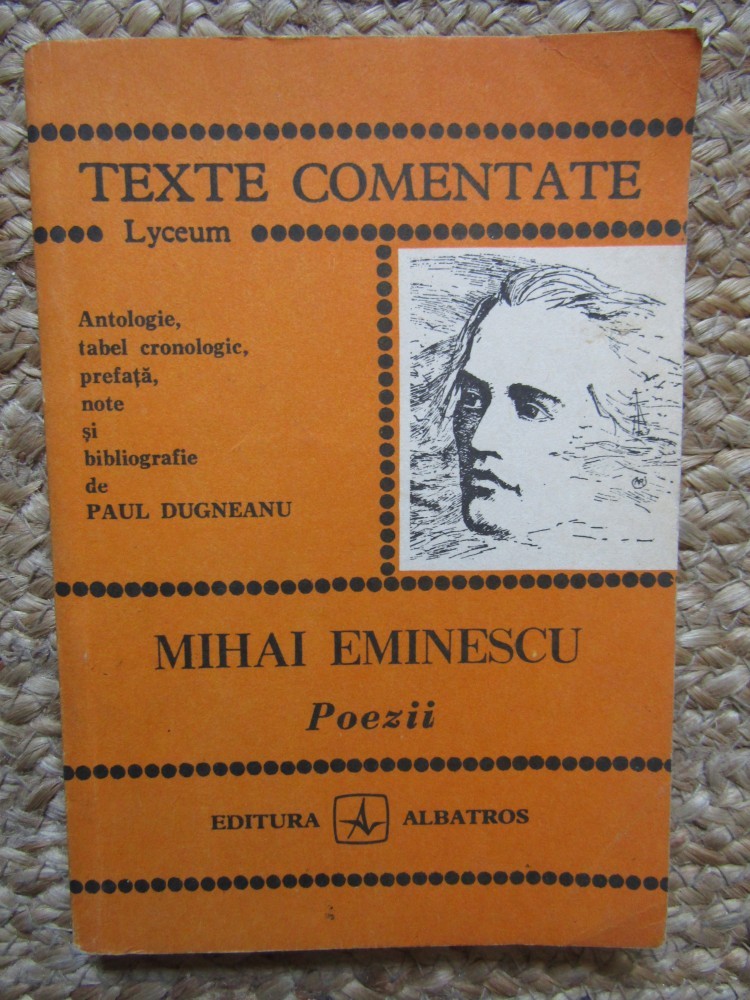 TEXTE COMENTATE
Lyceum
Antologie,
tabel cronologic,
prefață,
note
și
bibliografie
de
PAUL DUGNEANU
MIHAI EMINESCU
Poezii
EDITURA ALBATROS